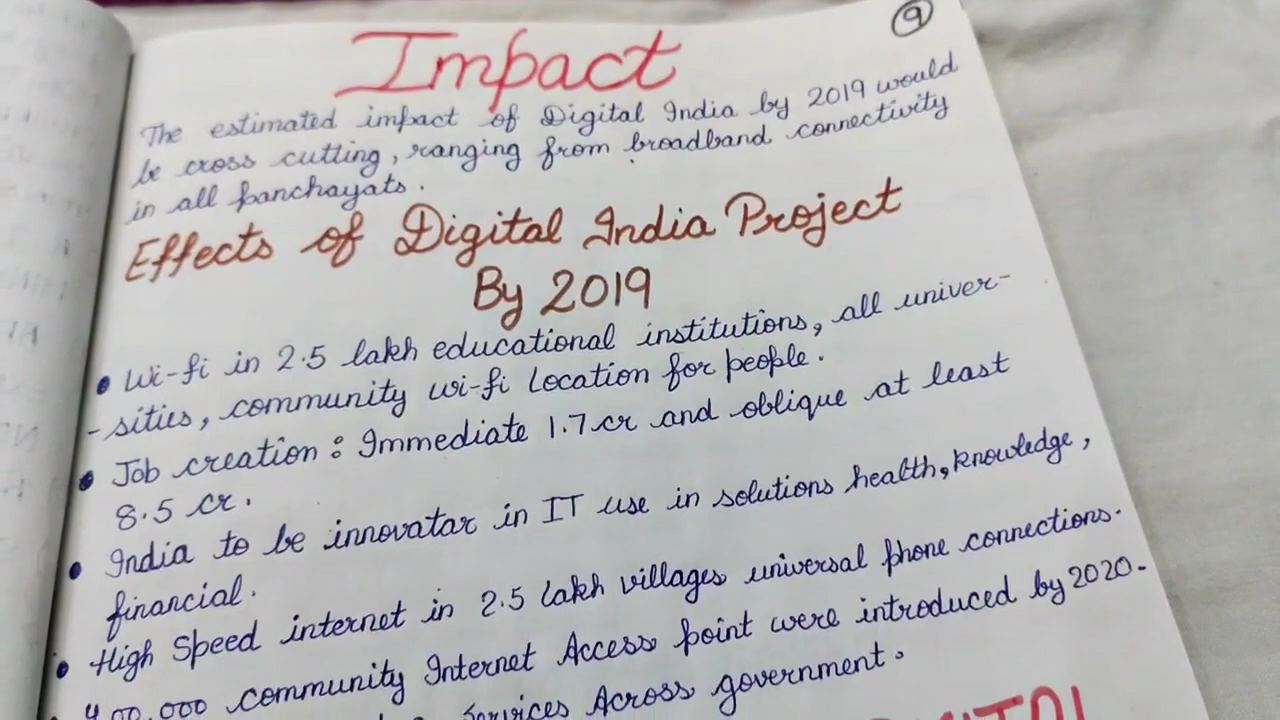 9
Impact
The estimated impact of Digital India by 2019 would
be cross cutting, ranging from broadband connectivity
in all panchayats.
Effects of Digital India Project
By 2019
• Wi-fi in 2.5 lakh educational institutions, all univer-
-sities, community wi-fi location for people.
• Job creation : Immediate 1.7 cr and oblique at least
8.5 cr.
• India to be innovatar in IT use in solutions health, knowledge,
financial.
• High Speed internet in 2.5 lakh villages universal phone connections.
• 400,000 community Internet Access point were introduced by 2020.
Services Across government.